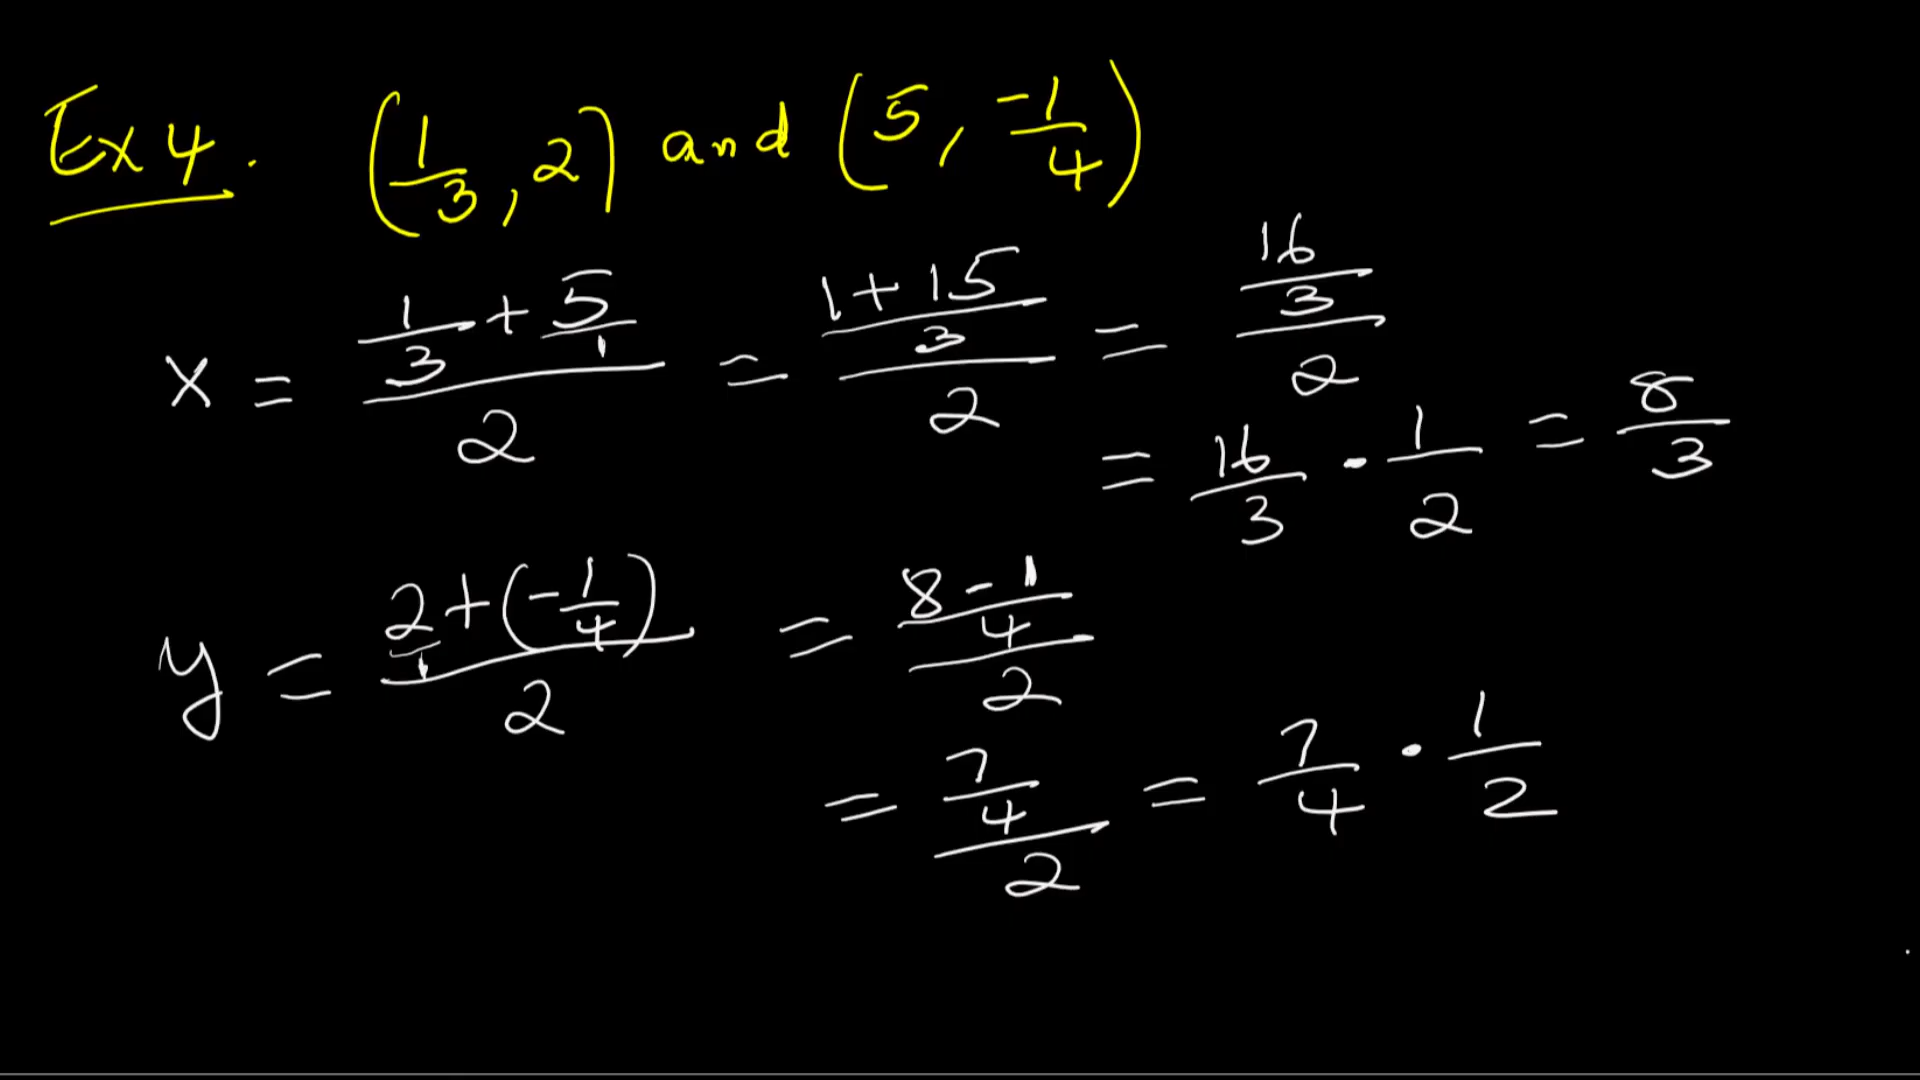 Ex 4. (1/3, 2) and (5, -1/4)
x = (1/3 + 5/1)/2 = ((1+15)/3)/2 = (16/3)/2
= 16/3 · 1/2 = 8/3
y = (2/1 + (-1/4))/2 = ((8-1)/4)/2
= (7/4)/2 = 7/4 · 1/2